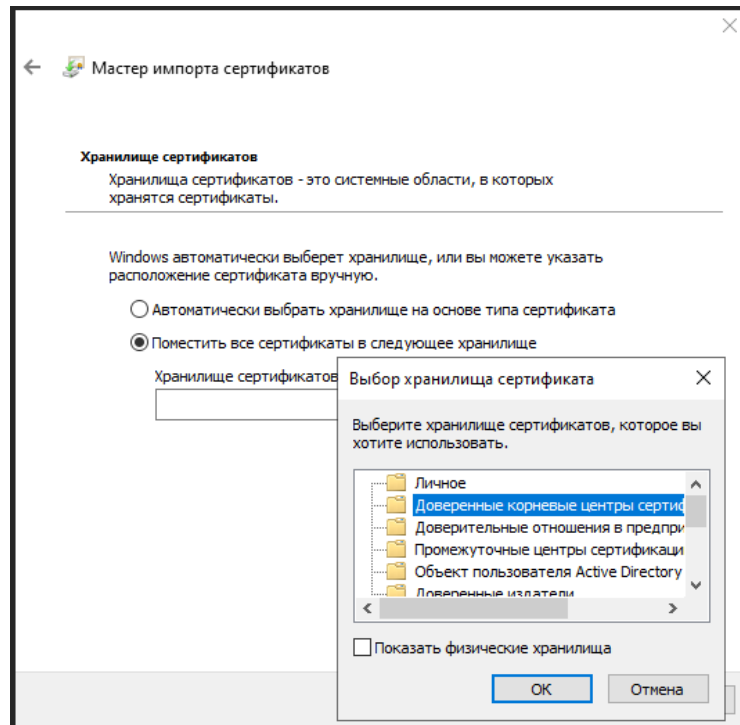 Мастер импорта сертификатов
Хранилище сертификатов
Хранилища сертификатов - это системные области, в которых
хранятся сертификаты.
Windows автоматически выберет хранилище, или вы можете указать
расположение сертификата вручную.
Автоматически выбрать хранилище на основе типа сертификата
Поместить все сертификаты в следующее хранилище
Хранилище сертификатов
Выбор хранилища сертификата
Выберите хранилище сертификатов, которое вы
хотите использовать.
Личное
Доверенные корневые центры сертиф
Доверительные отношения в предпри
Промежуточные центры сертификаци
Объект пользователя Active Directory
Доверенные издатели
Показать физические хранилища
ОК
Отмена